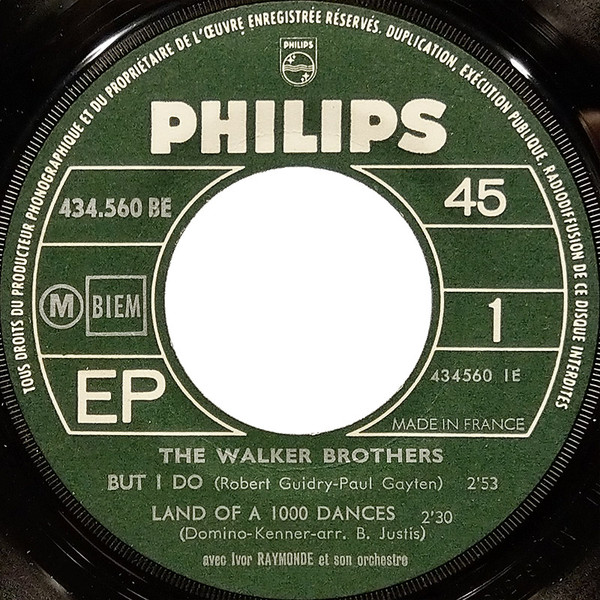 TOUS DROITS DU PRODUCTEUR PHONOGRAPHIQUE ET DU PROPRIÉTAIRE DE L'ŒUVRE ENREGISTRÉE RÉSERVÉS. DUPLICATION, EXÉCUTION PUBLIQUE, RADIODIFFUSION DE CE DISQUE INTERDITES
PHILIPS
PHILIPS
434.560 BE
45
M BIEM
1
EP
434560 1E
MADE IN FRANCE
THE WALKER BROTHERS
BUT I DO (Robert Guidry-Paul Gayten) 2'53
LAND OF A 1000 DANCES 2'30
(Domino-Kenner-arr. B. Justis)
avec Ivor RAYMONDE et son orchestre